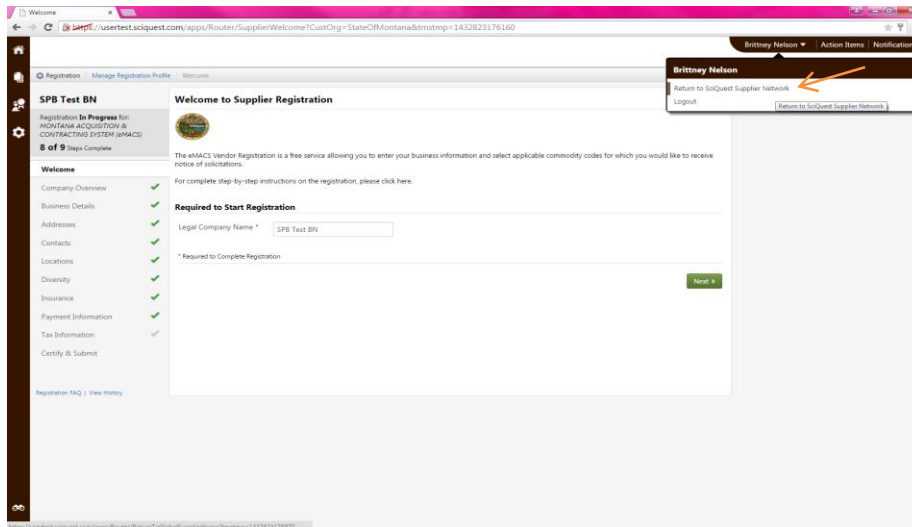 Welcome
https://usertest.sciquest.com/apps/Router/SupplierWelcome?CustOrg=StateOfMontana&tmstmp=1432823176160
Brittney Nelson Action Items Notification
Registration Manage Registration Profile Welcome
Brittney Nelson
Return to SciQuest Supplier Network
Logout
Return to SciQuest Supplier Network
SPB Test BN
Registration In Progress for:
MONTANA ACQUISITION &
CONTRACTING SYSTEM (eMACS)
8 of 9 Steps Complete
Welcome
Company Overview
Business Details
Addresses
Contacts
Locations
Diversity
Insurance
Payment Information
Tax Information
Certify & Submit
Registration FAQ | View History
Welcome to Supplier Registration
The eMACS Vendor Registration is a free service allowing you to enter your business information and select applicable commodity codes for which you would like to receive
notice of solicitations.
For complete step-by-step instructions on the registration, please click here.
Required to Start Registration
Legal Company Name * SPB Test BN
* Required to Complete Registration
Next >